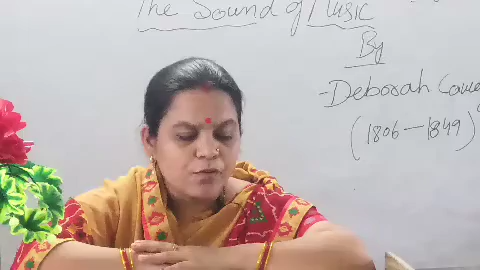 The Sound of Music
By
- Deborah
(1806 — 1849)